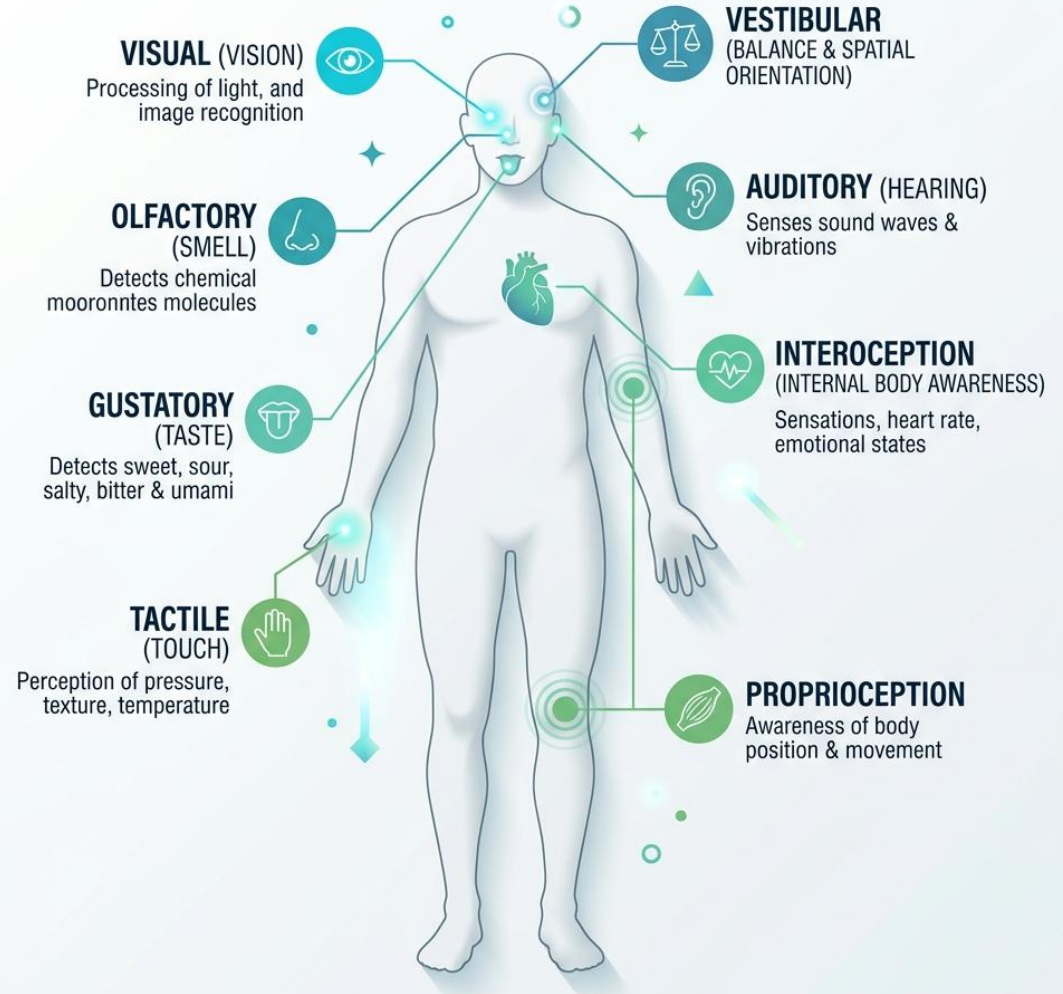 VISUAL (VISION)
Processing of light, and
image recognition
OLFACTORY
(SMELL)
Detects chemical
mooronntes molecules
GUSTATORY
(TASTE)
Detects sweet, sour,
salty, bitter & umami
TACTILE
(TOUCH)
Perception of pressure,
texture, temperature
VESTIBULAR
(BALANCE & SPATIAL
ORIENTATION)
AUDITORY (HEARING)
Senses sound waves &
vibrations
INTEROCEPTION
(INTERNAL BODY AWARENESS)
Sensations, heart rate,
emotional states
PROPRIOCEPTION
Awareness of body
position & movement